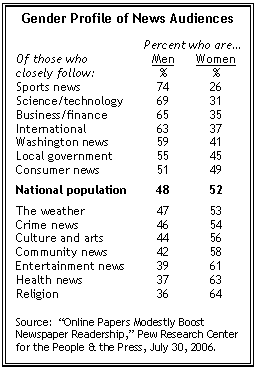 Gender Profile of News Audiences
Percent who are...
Of those who Men Women
closely follow: % %
Sports news 74 26
Science/technology 69 31
Business/finance 65 35
International 63 37
Washington news 59 41
Local government 55 45
Consumer news 51 49
National population 48 52
The weather 47 53
Crime news 46 54
Culture and arts 44 56
Community news 42 58
Entertainment news 39 61
Health news 37 63
Religion 36 64
Source: “Online Papers Modestly Boost
Newspaper Readership,” Pew Research Center
for the People & the Press, July 30, 2006.